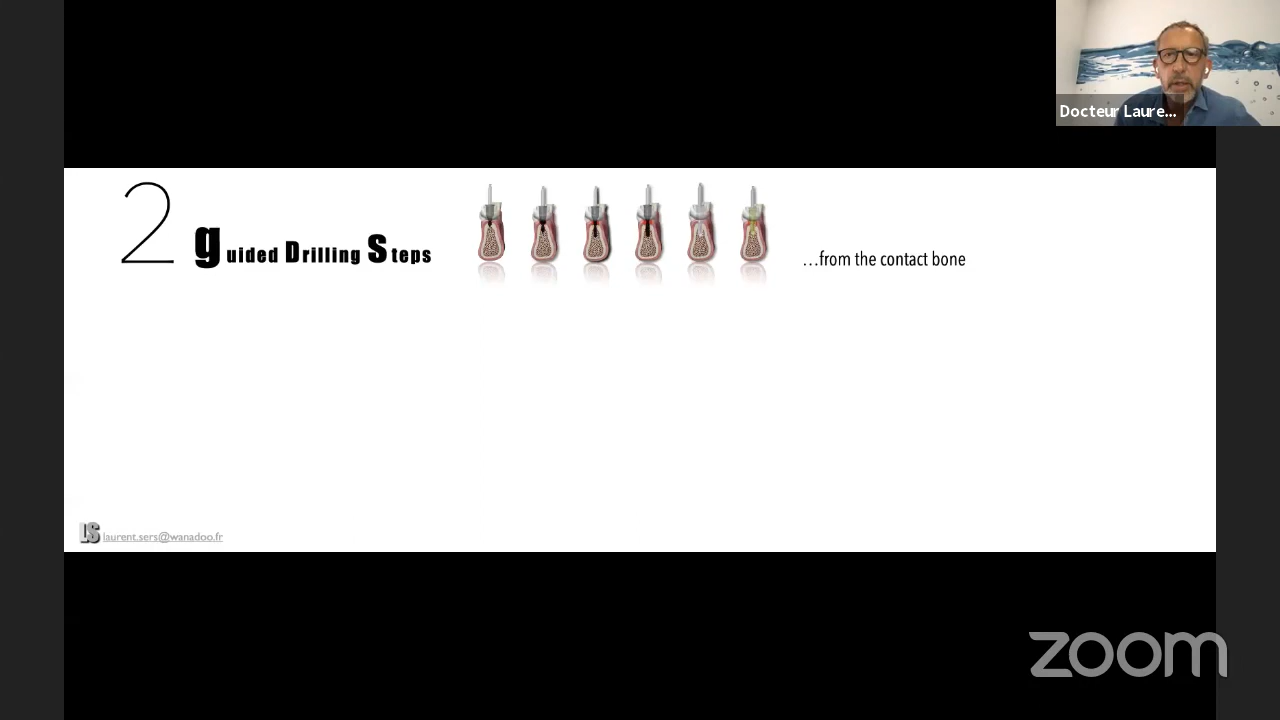 Docteur Laure...
2 guided Drilling Steps
...from the contact bone
LS laurent.sers@wanadoo.fr
zoom